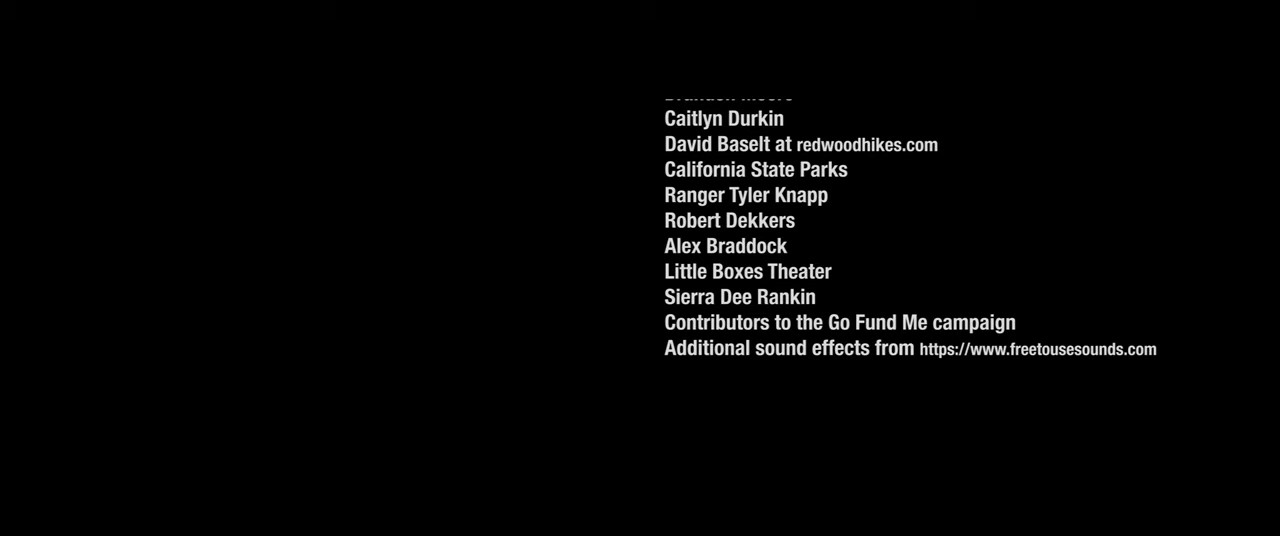 Caitlyn Durkin
David Baselt at redwoodhikes.com
California State Parks
Ranger Tyler Knapp
Robert Dekkers
Alex Braddock
Little Boxes Theater
Sierra Dee Rankin
Contributors to the Go Fund Me campaign
Additional sound effects from https://www.freetousesounds.com